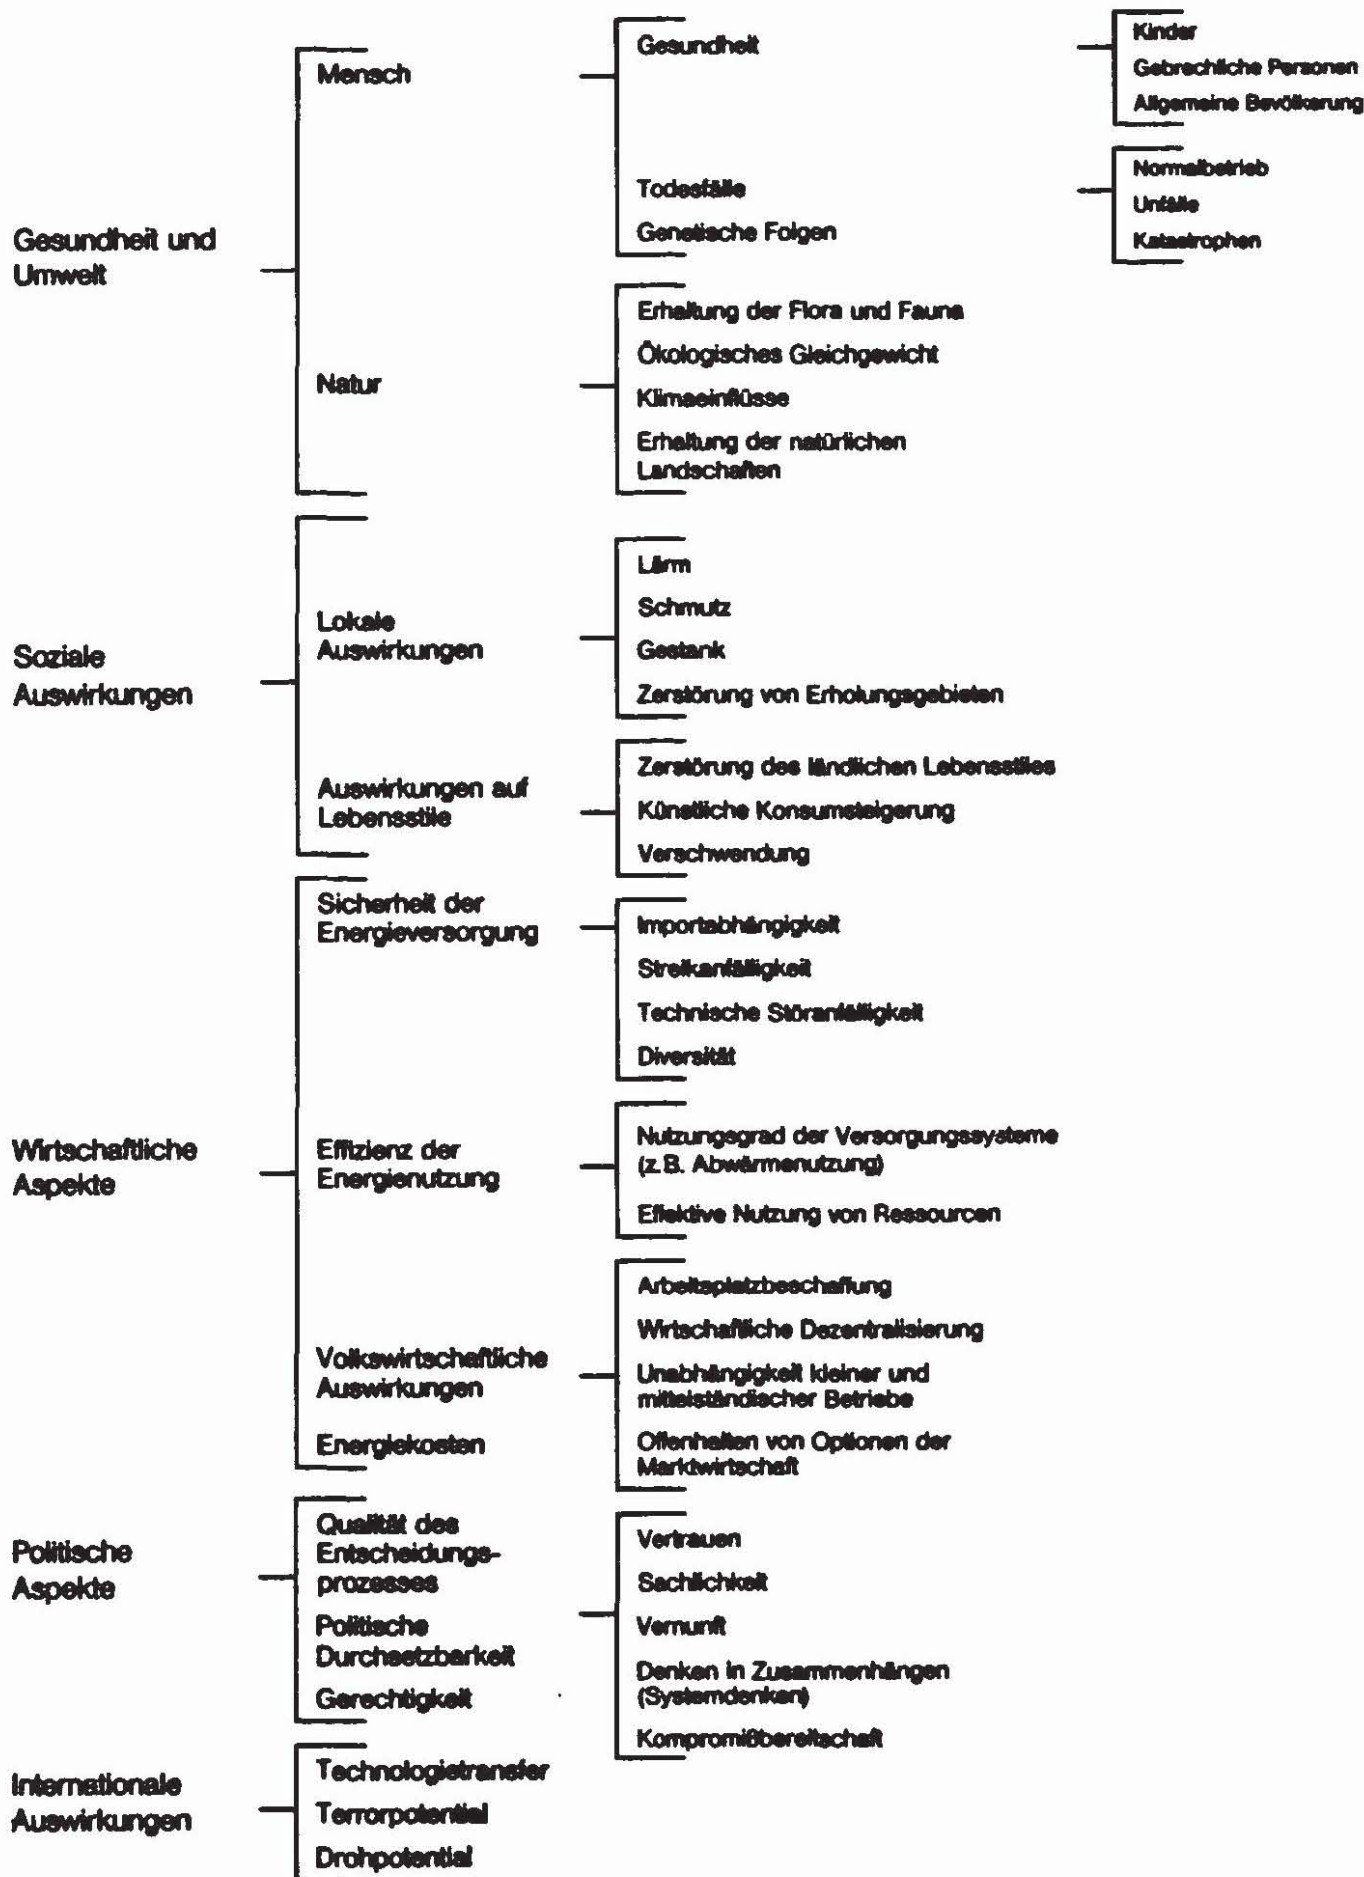 Gesundheit und
Umwelt
Mensch
Gesundheit
Kinder
Gebrechliche Personen
Allgemeine Bevölkerung
Todesfälle
Normalbetrieb
Unfälle
Katastrophen
Genetische Folgen
Natur
Erhaltung der Flora und Fauna
Ökologisches Gleichgewicht
Klimaeinflüsse
Erhaltung der natürlichen
Landschaften
Soziale
Auswirkungen
Lokale
Auswirkungen
Lärm
Schmutz
Gestank
Zerstörung von Erholungsgebieten
Auswirkungen auf
Lebensstile
Zerstörung des ländlichen Lebensstiles
Künstliche Konsumsteigerung
Verschwendung
Wirtschaftliche
Aspekte
Sicherheit der
Energieversorgung
Importabhängigkeit
Streikanfälligkeit
Technische Störanfälligkeit
Diversität
Effizienz der
Energienutzung
Nutzungsgrad der Versorgungssysteme
(z.B. Abwärmenutzung)
Effektive Nutzung von Ressourcen
Volkswirtschaftliche
Auswirkungen
Arbeitsplatzbeschaffung
Wirtschaftliche Dezentralisierung
Unabhängigkeit kleiner und
mittelständischer Betriebe
Offenhalten von Optionen der
Marktwirtschaft
Energiekosten
Politische
Aspekte
Qualität des
Entscheidungs-
prozesses
Politische
Durchsetzbarkeit
Gerechtigkeit
Vertrauen
Sachlichkeit
Vernunft
Denken in Zusammenhängen
(Systemdenken)
Kompromißbereitschaft
Internationale
Auswirkungen
Technologietransfer
Terrorpotential
Drohpotential